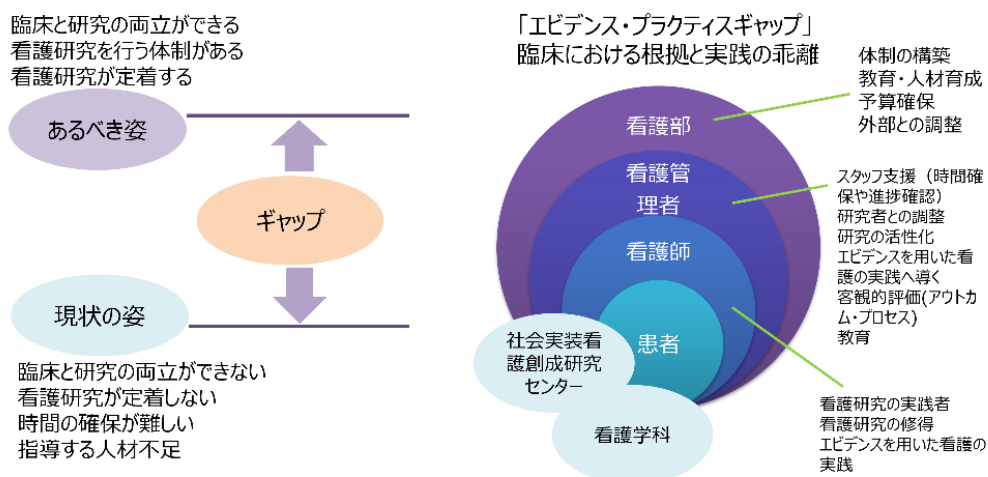 臨床と研究の両立ができる
看護研究を行う体制がある
看護研究が定着する
あるべき姿
ギャップ
現状の姿
臨床と研究の両立ができない
看護研究が定着しない
時間の確保が難しい
指導する人材不足
「エビデンス・プラクティスギャップ」
臨床における根拠と実践の乖離
看護部
看護管
理者
看護師
患者
社会実装看
護創成研究
センター
看護学科
体制の構築
教育・人材育成
予算確保
外部との調整
スタッフ支援（時間確
保や進捗確認）
研究者との調整
研究の活性化
エビデンスを用いた看
護の実践へ導く
客観的評価(アウトカ
ム・プロセス)
教育
看護研究の実践者
看護研究の修得
エビデンスを用いた看護の
実践